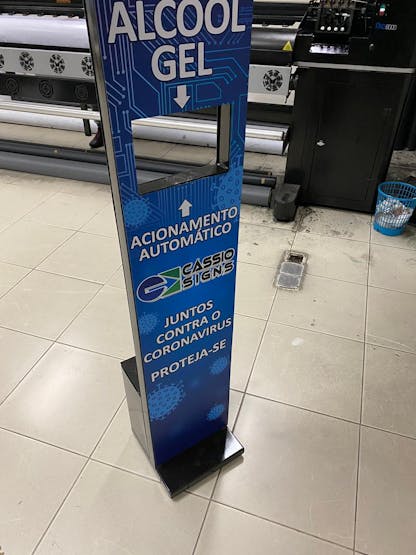 ALCOOL
GEL
ACIONAMENTO
AUTOMÁTICO
CASSIO
SIGNS
JUNTOS
CONTRA O
CORONAVIRUS
PROTEJA-SE